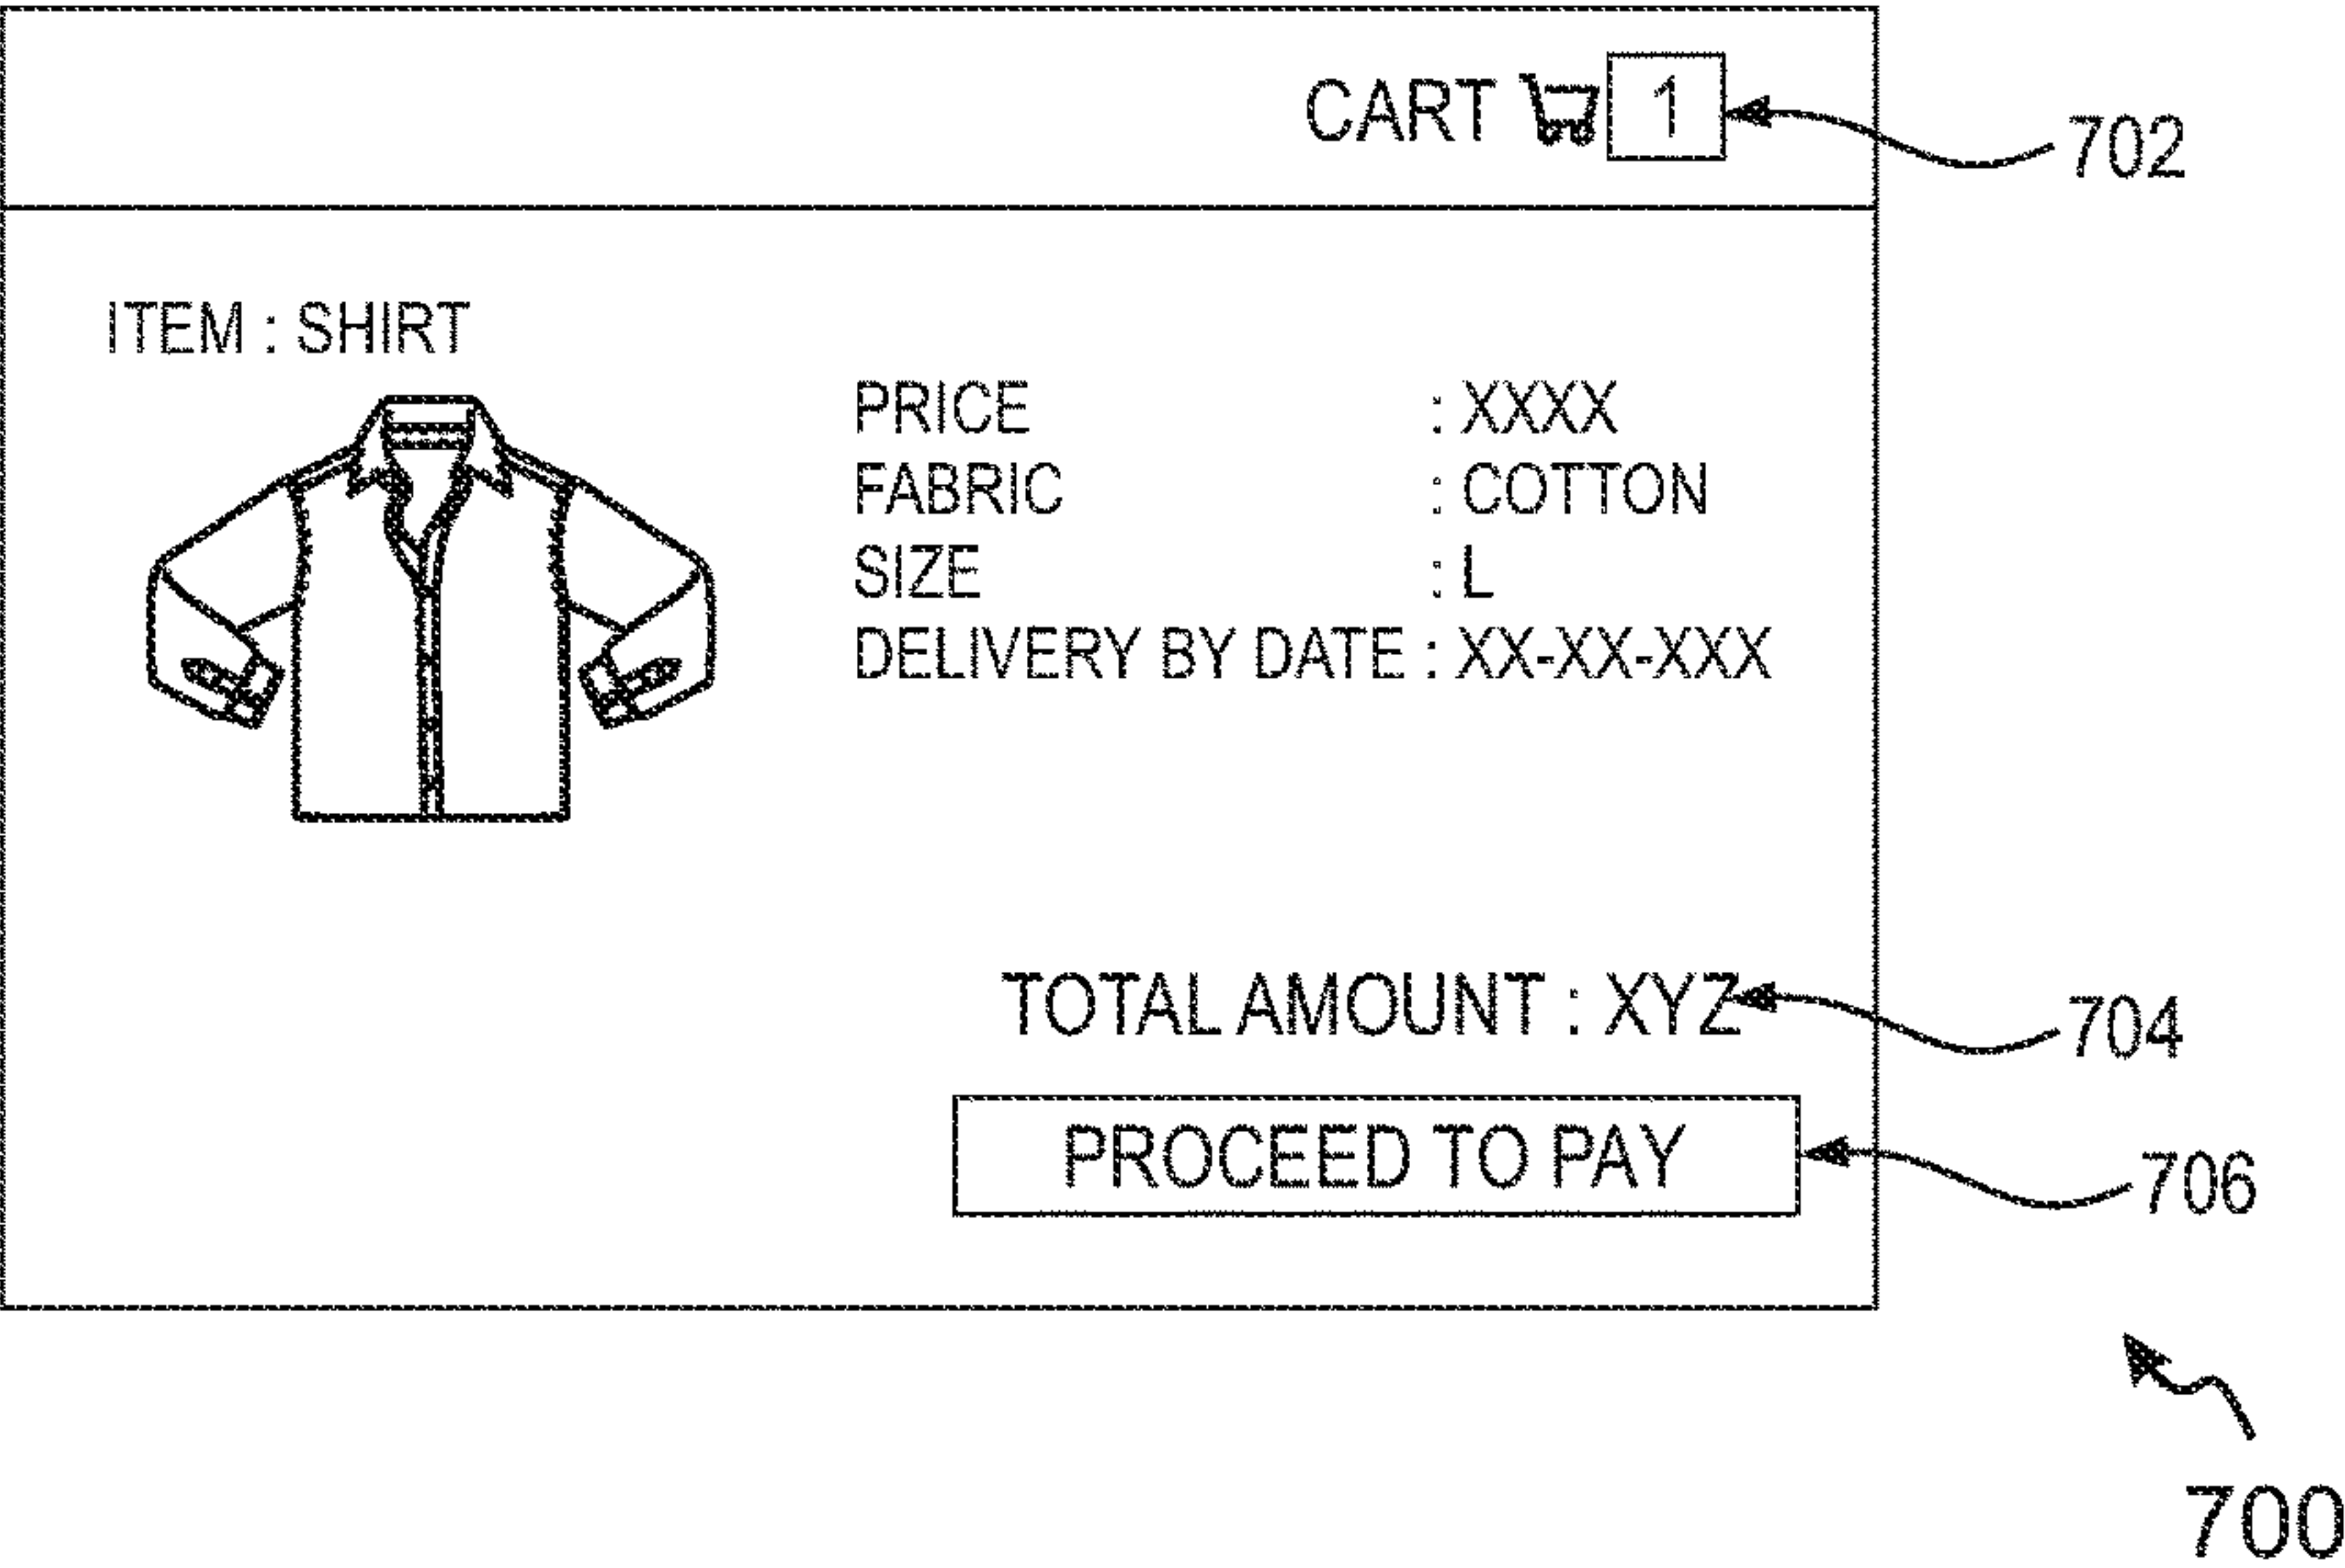 CART 1
702
ITEM : SHIRT
PRICE : XXXX
FABRIC : COTTON
SIZE : L
DELIVERY BY DATE : XX-XX-XXX
TOTAL AMOUNT : XYZ
704
PROCEED TO PAY
706
700